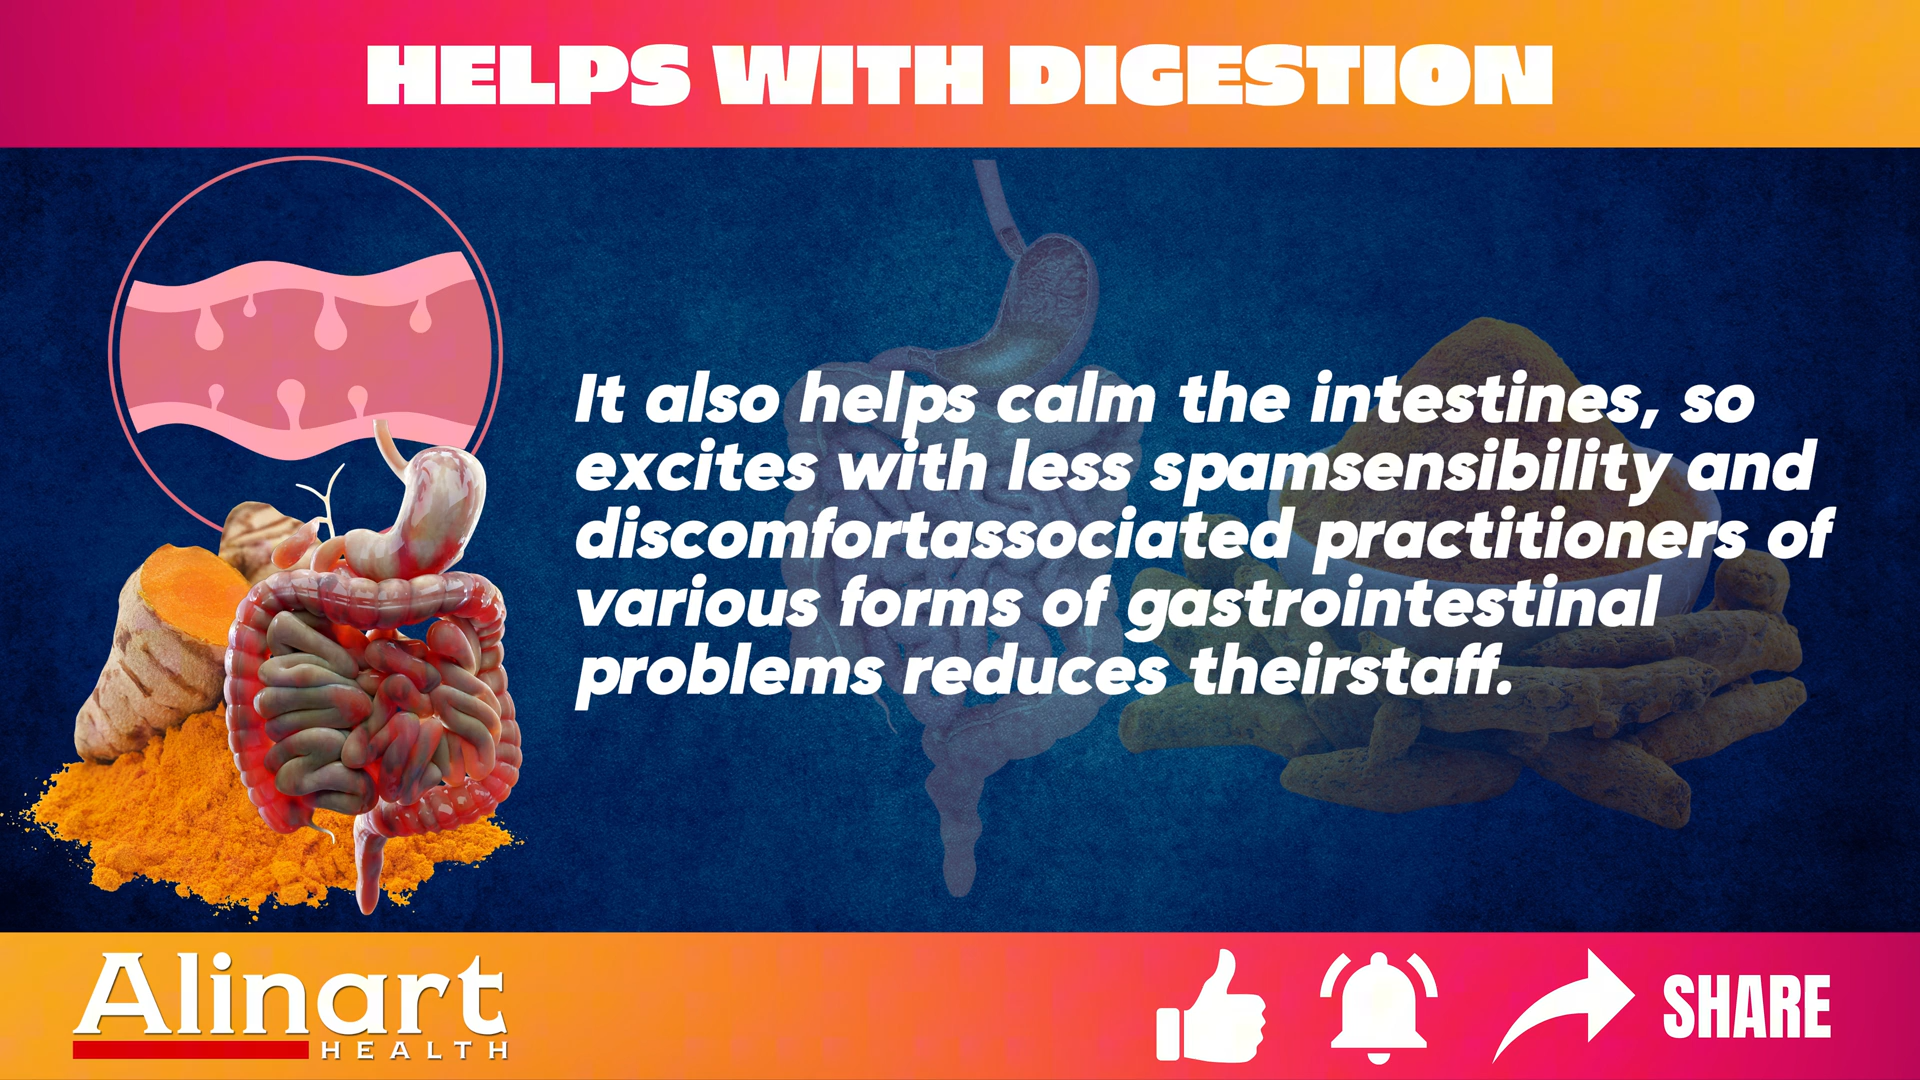 HELPS WITH DIGESTION
It also helps calm the intestines, so
excites with less spamsensibility and
discomfortassociated practitioners of
various forms of gastrointestinal
problems reduces theirstaff.
Alinart
HEALTH
SHARE